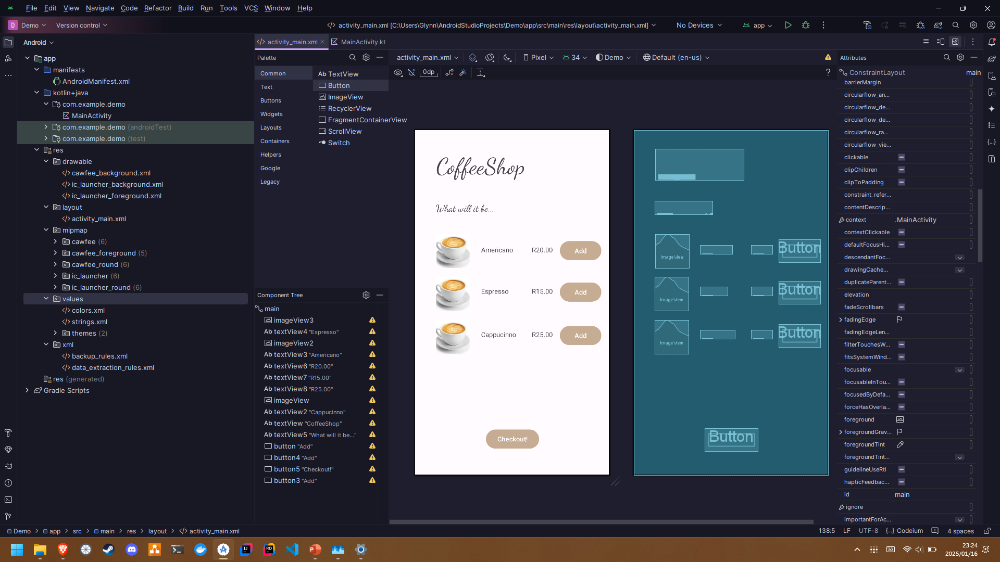 File Edit View Navigate Code Refactor Build Run Tools VCS Window Help
D Demo Version control
activity_main.xml [C:\Users\Glynn\AndroidStudioProjects\Demo\app\src\main\res\layout\activity_main.xml]
No Devices app
Android
app
manifests
AndroidManifest.xml
kotlin+java
com.example.demo
MainActivity
com.example.demo (androidTest)
com.example.demo (test)
res
drawable
cawfee_background.xml
ic_launcher_background.xml
ic_launcher_foreground.xml
layout
activity_main.xml
mipmap
cawfee (6)
cawfee_foreground (5)
cawfee_round (6)
ic_launcher (6)
ic_launcher_round (6)
values
colors.xml
strings.xml
themes (2)
xml
backup_rules.xml
data_extraction_rules.xml
res (generated)
Gradle Scripts
activity_main.xml MainActivity.kt
Palette
Common
Text
Buttons
Widgets
Layouts
Containers
Helpers
Google
Legacy
Ab TextView
Button
ImageView
RecyclerView
FragmentContainerView
ScrollView
Switch
Component Tree
main
imageView3
Ab textView4 "Espresso"
imageView2
Ab textView3 "Americano"
Ab textView6 "R20.00"
Ab textView7 "R15.00"
Ab textView8 "R25.00"
imageView
Ab textView2 "Cappucinno"
Ab textView "CoffeeShop"
Ab textView5 "What will it be..."
button "Add"
button4 "Add"
button5 "Checkout!"
button3 "Add"
activity_main.xml Pixel 34 Demo Default (en-us)
0dp ?
CoffeeShop
What will it be...
Americano R20.00 Add
Espresso R15.00 Add
Cappucinno R25.00 Add
Checkout!
ImageView Button
ImageView Button
ImageView Button
Button
Attributes
ConstraintLayout main
barrierMargin
circularflow_an...
circularflow_de...
circularflow_de...
circularflow_ra...
circularflow_vie...
clickable
clipChildren
clipToPadding
constraint_refer...
contentDescrip...
context .MainActivity
contextClickable
defaultFocusHi...
descendantFoc...
drawingCache...
duplicateParent...
elevation
fadeScrollbars
fadingEdge
fadingEdgeLen...
filterTouchesW...
fitsSystemWind...
focusable
focusableInTou...
focusedByDefa...
forceHasOverla...
foreground
foregroundGrav...
foregroundTint
foregroundTint...
guidelineUseRtl
hapticFeedbac...
id main
ignore
importantForAc...
Demo app src main res layout activity_main.xml
138:5 LF UTF-8 {...} Codeium 4 spaces
23:24
2025/01/16